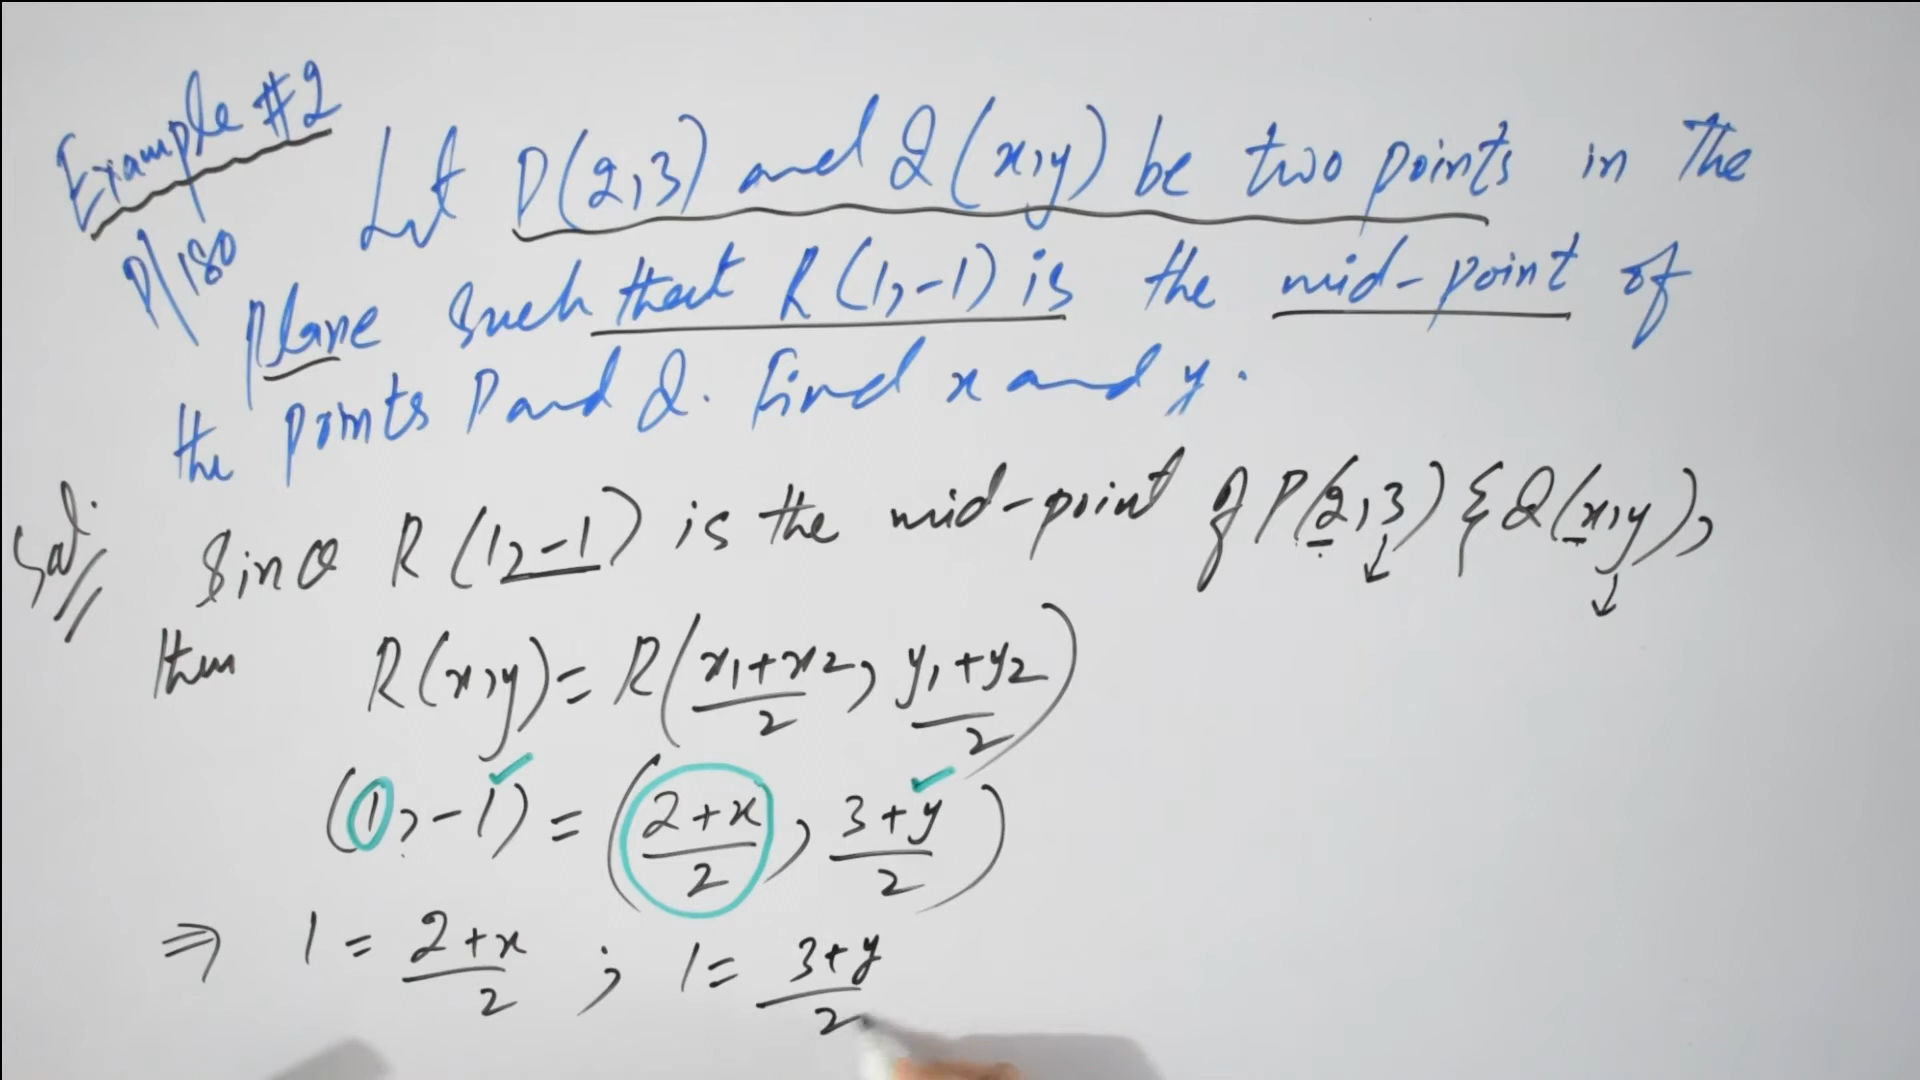 Example #2
P/180
Let P(2,3) and Q(x,y) be two points in the
plane such that R(1,-1) is the mid-point of
the points P and Q. Find x and y.
Sol:
Since R(1,-1) is the mid-point of P(2,3) & Q(x,y),
then R(x,y) = R((x1+x2)/2, (y1+y2)/2)
(1,-1) = ((2+x)/2, (3+y)/2)
⇒ 1 = (2+x)/2 ; 1 = (3+y)/2